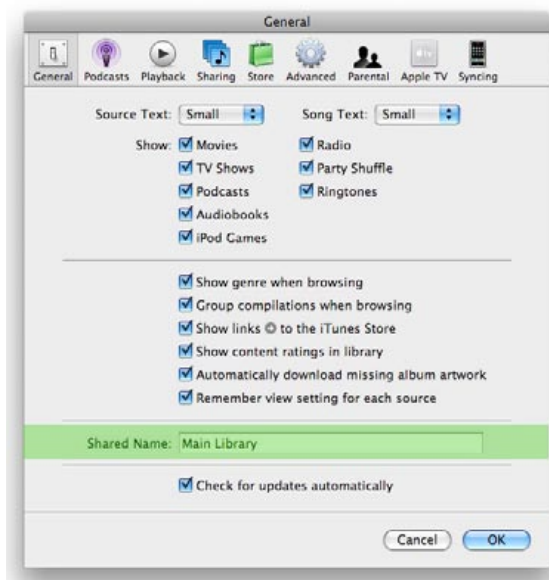 General
General Podcasts Playback Sharing Store Advanced Parental Apple TV Syncing
Source Text: Small Song Text: Small
Show: Movies Radio
TV Shows Party Shuffle
Podcasts Ringtones
Audiobooks
iPod Games
Show genre when browsing
Group compilations when browsing
Show links to the iTunes Store
Show content ratings in library
Automatically download missing album artwork
Remember view setting for each source
Shared Name: Main Library
Check for updates automatically
Cancel OK